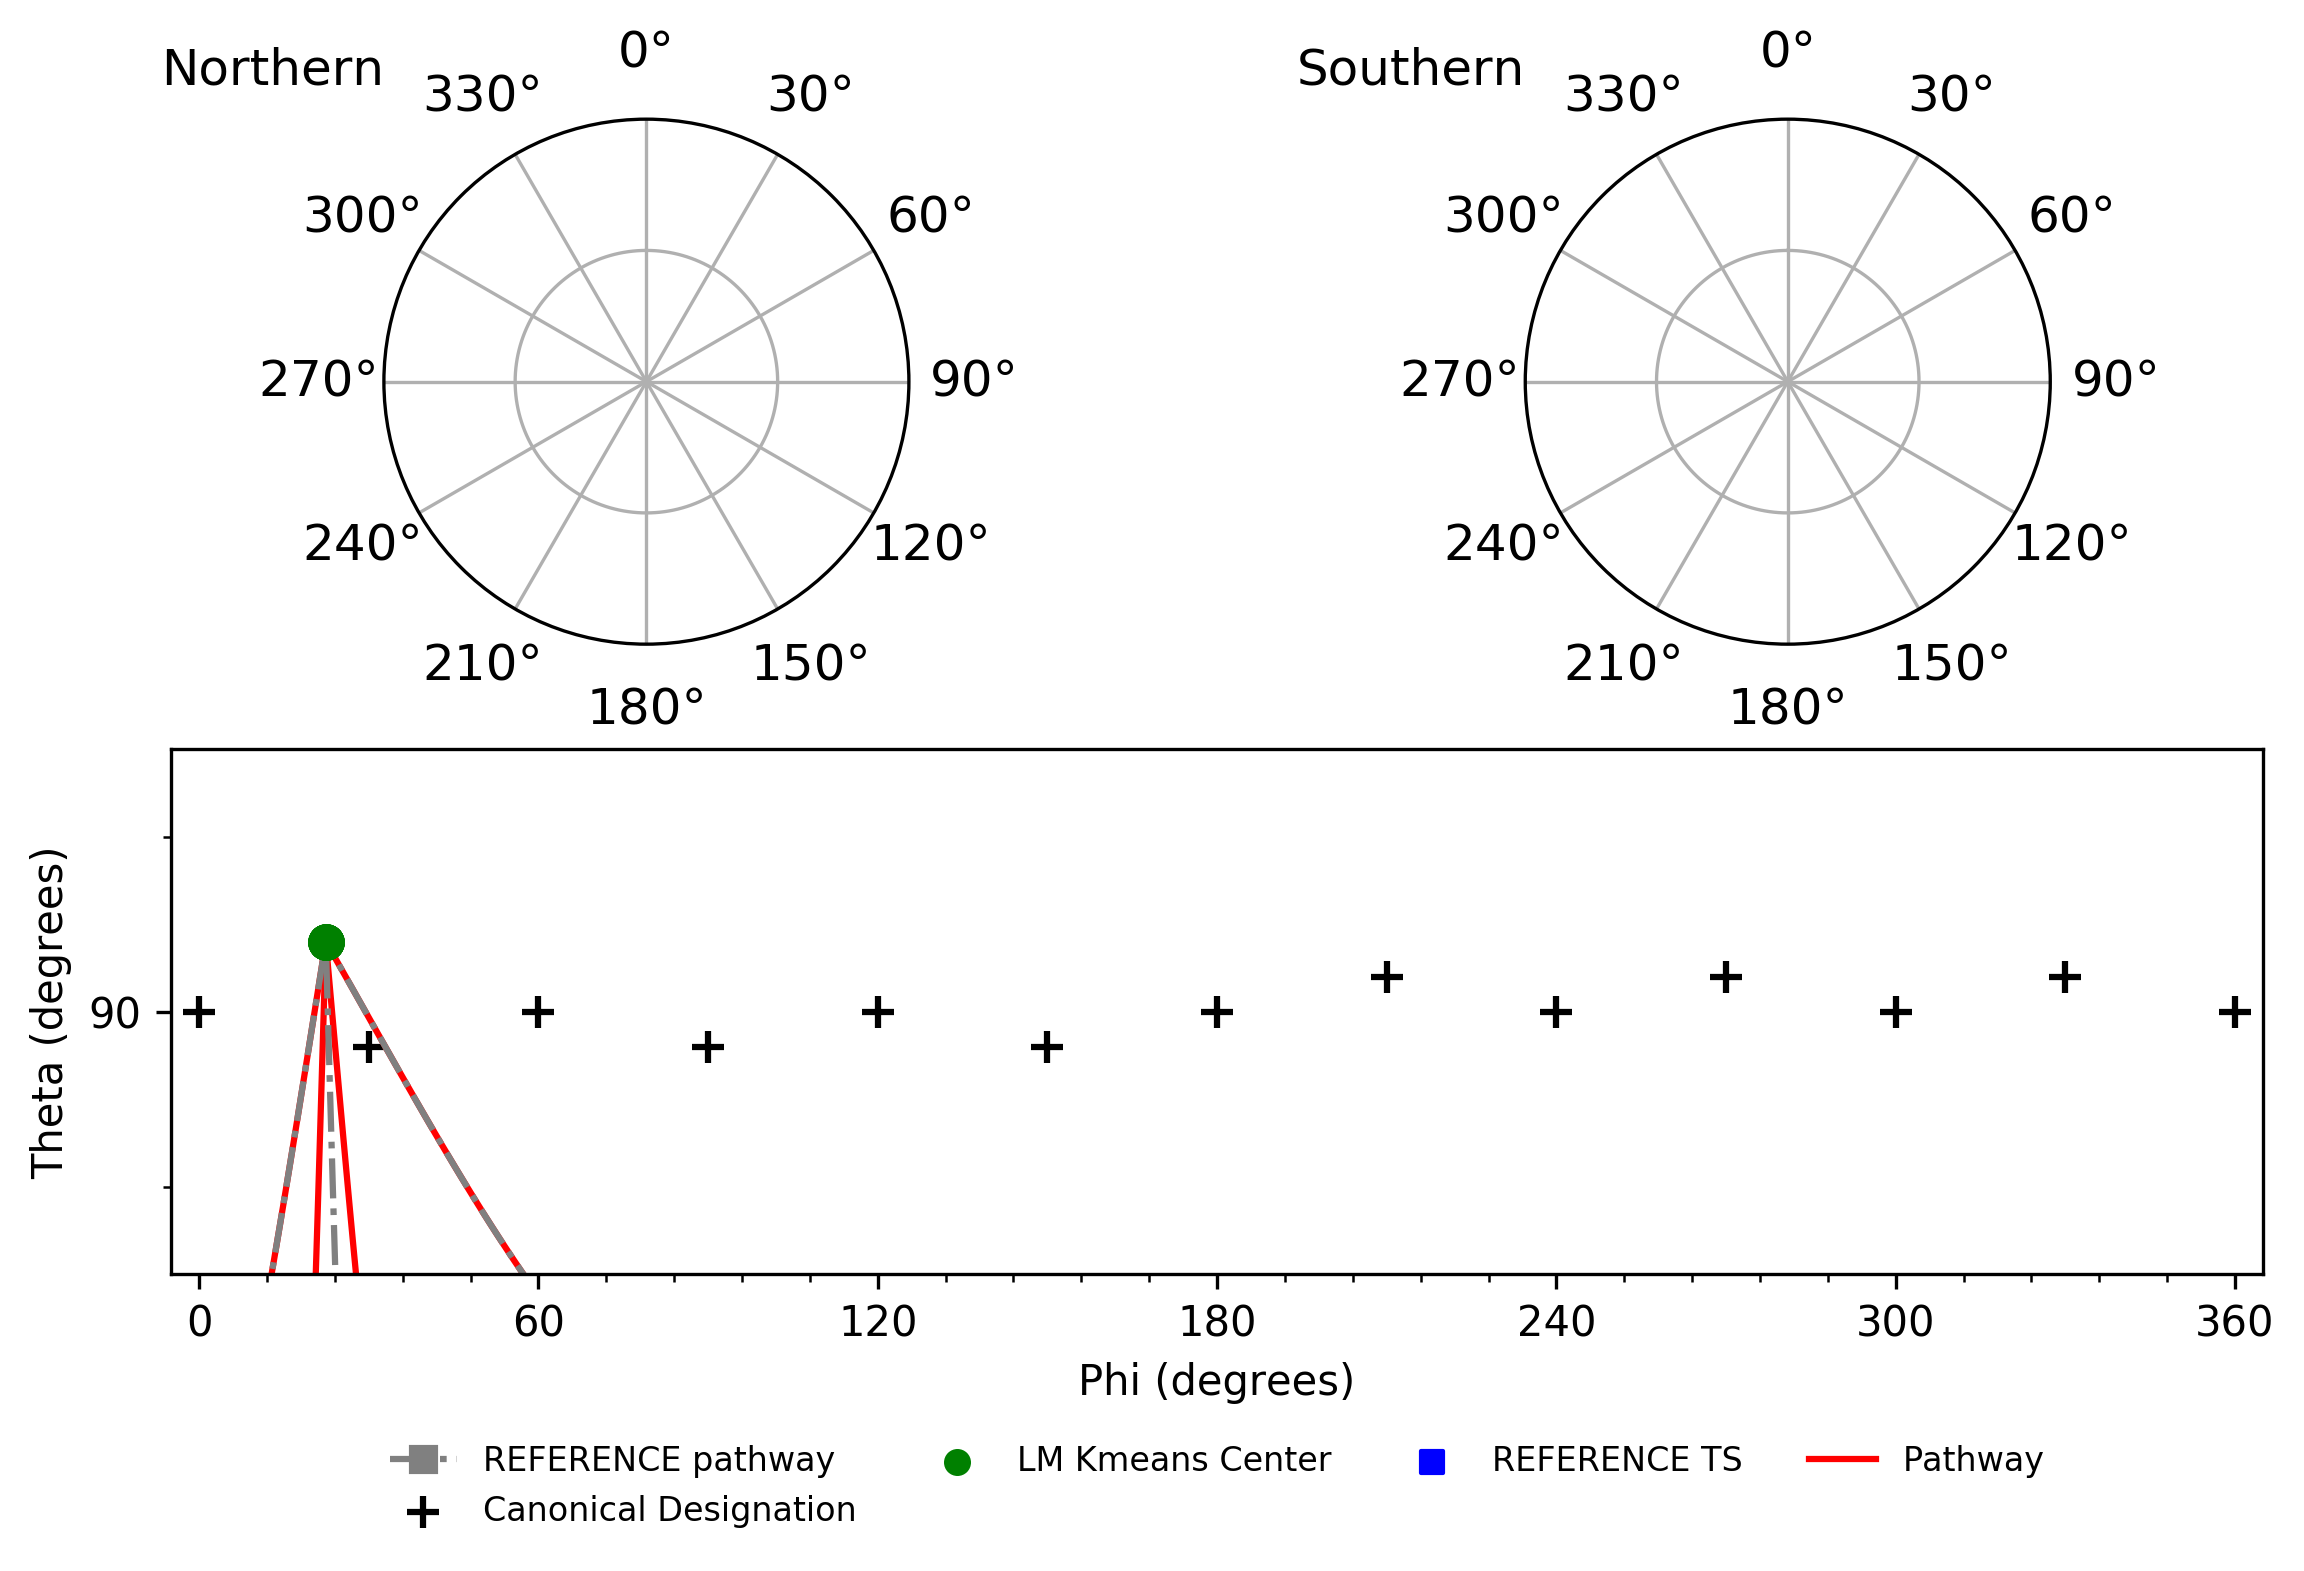 Northern
0°
330°
30°
300°
60°
270°
90°
240°
120°
210°
150°
180°
Southern
0°
330°
30°
300°
60°
270°
90°
240°
120°
210°
150°
180°
Theta (degrees)
90
0 60 120 180 240 300 360
Phi (degrees)
REFERENCE pathway
LM Kmeans Center
REFERENCE TS
Pathway
Canonical Designation